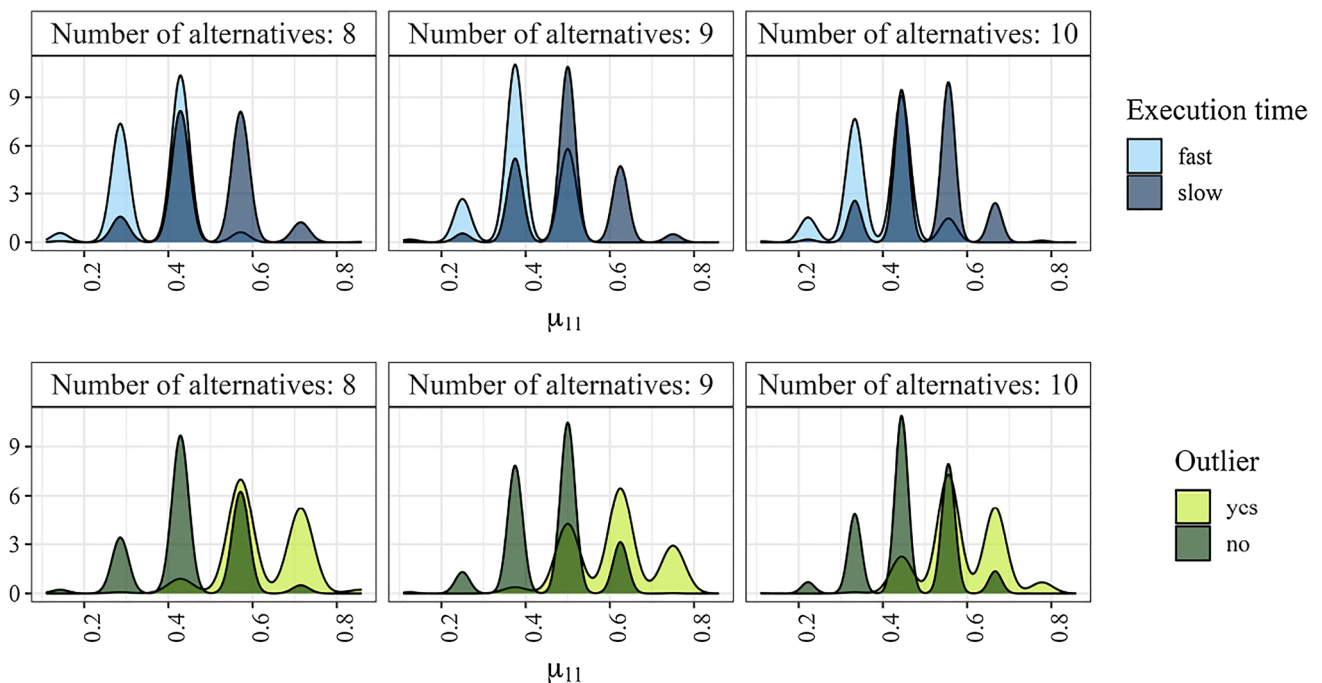 Number of alternatives: 8
Number of alternatives: 9
Number of alternatives: 10
9
6
3
0
0.2
0.4
0.6
0.8
0.2
0.4
0.6
0.8
0.2
0.4
0.6
0.8
μ11
Execution time
fast
slow
Number of alternatives: 8
Number of alternatives: 9
Number of alternatives: 10
9
6
3
0
0.2
0.4
0.6
0.8
0.2
0.4
0.6
0.8
0.2
0.4
0.6
0.8
μ11
Outlier
yes
no